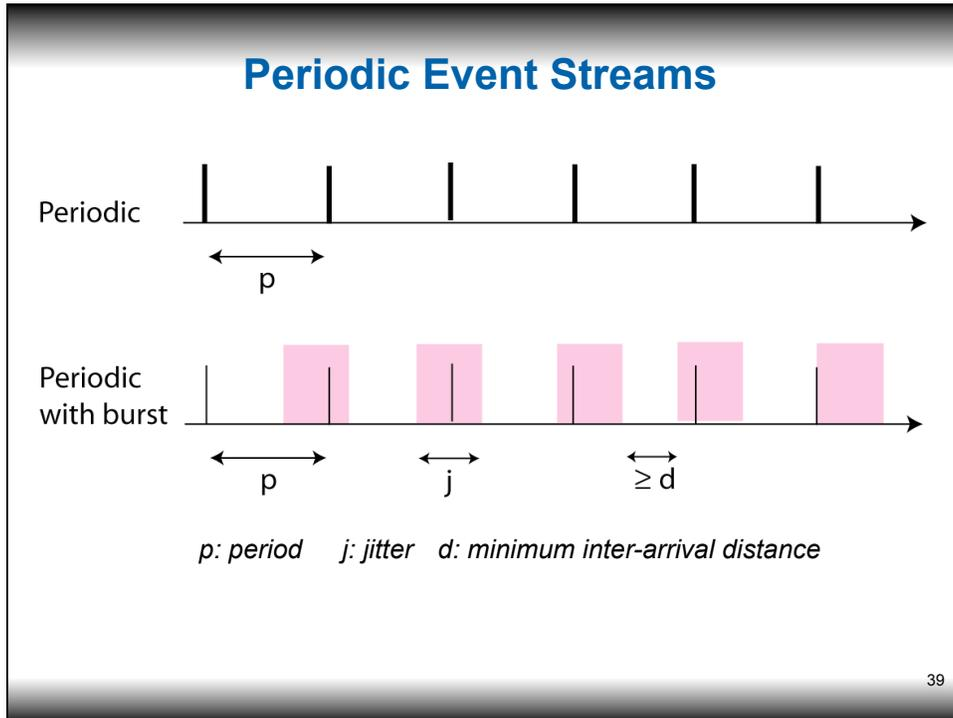 Periodic Event Streams
Periodic
p
Periodic
with burst
p
j
≥ d
p: period j: jitter d: minimum inter-arrival distance
39